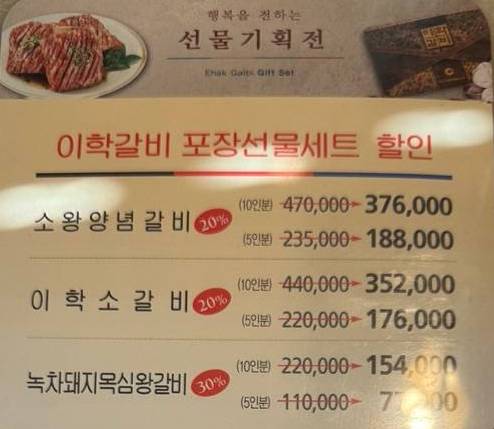 행복을 전하는
선물기획전
Ehak Galbi Gift Set
이학갈비 포장선물세트 할인
소왕양념갈비 20% (10인분) 470,000 376,000
(5인분) 235,000 188,000
이학소갈비 20% (10인분) 440,000 352,000
(5인분) 220,000 176,000
녹차돼지목심왕갈비 30% (10인분) 220,000 154,000
(5인분) 110,000